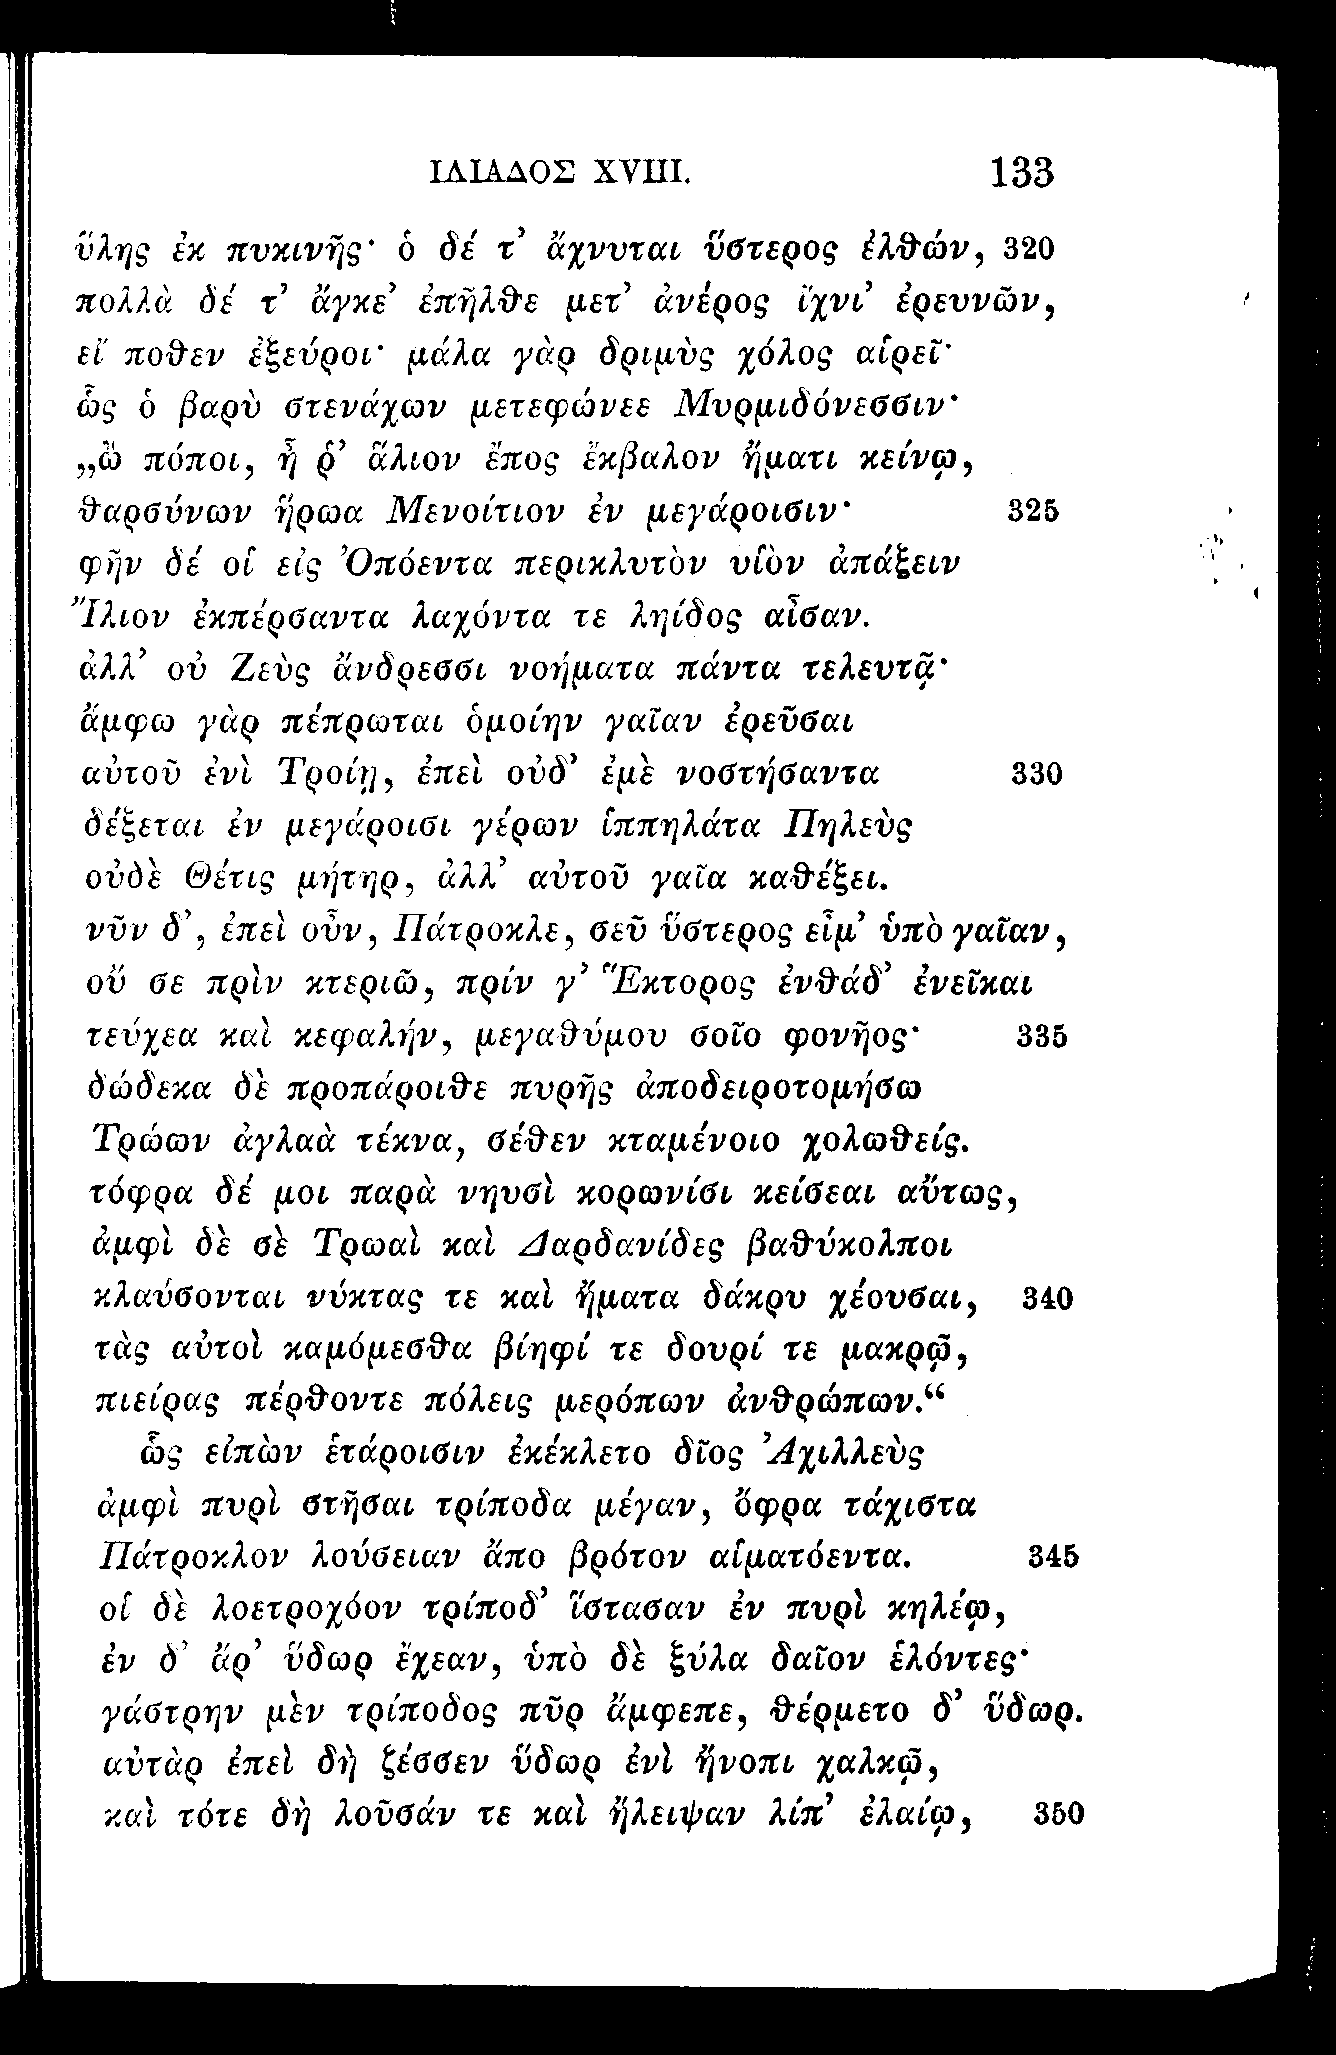 ΙΛΙΑΔΟΣ XVIII. 133
ὕλης ἐκ πυκινῆς· ὁ δέ τ’ ἄχνυται ὕστερος ἐλθών, 320
πολλὰ δέ τ’ ἄγκε’ ἐπῆλθε μετ’ ἀνέρος ἴχνι’ ἐρευνῶν,
εἴ ποθεν ἐξεύροι· μάλα γὰρ δριμὺς χόλος αἱρεῖ·
ὣς ὁ βαρὺ στενάχων μετεφώνεε Μυρμιδόνεσσιν·
„ὢ πόποι, ἦ ῥ’ ἅλιον ἔπος ἔκβαλον ἤματι κείνῳ,
θαρσύνων ἥρωα Μενοίτιον ἐν μεγάροισιν· 325
φῆν δέ οἱ εἰς Ὀπόεντα περικλυτὸν υἱὸν ἀπάξειν
Ἴλιον ἐκπέρσαντα λαχόντα τε ληίδος αἶσαν.
ἀλλ’ οὐ Ζεὺς ἄνδρεσσι νοήματα πάντα τελευτᾷ·
ἄμφω γὰρ πέπρωται ὁμοίην γαῖαν ἐρεῦσαι
αὐτοῦ ἐνὶ Τροίῃ, ἐπεὶ οὐδ’ ἐμὲ νοστήσαντα 330
δέξεται ἐν μεγάροισι γέρων ἱππηλάτα Πηλεὺς
οὐδὲ Θέτις μήτηρ, ἀλλ’ αὐτοῦ γαῖα καθέξει.
νῦν δ’, ἐπεὶ οὖν, Πάτροκλε, σεῦ ὕστερος εἶμ’ ὑπὸ γαῖαν,
οὔ σε πρὶν κτεριῶ, πρίν γ’ Ἕκτορος ἐνθάδ’ ἐνεῖκαι
τεύχεα καὶ κεφαλήν, μεγαθύμου σοῖο φονῆος· 335
δώδεκα δὲ προπάροιθε πυρῆς ἀποδειροτομήσω
Τρώων ἀγλαὰ τέκνα, σέθεν κταμένοιο χολωθείς.
τόφρα δέ μοι παρὰ νηυσὶ κορωνίσι κείσεαι αὔτως,
ἀμφὶ δὲ σὲ Τρωαὶ καὶ Δαρδανίδες βαθύκολποι
κλαύσονται νύκτας τε καὶ ἤματα δάκρυ χέουσαι, 340
τὰς αὐτοὶ καμόμεσθα βίηφί τε δουρί τε μακρῷ,
πιείρας πέρθοντε πόλεις μερόπων ἀνθρώπων.“
ὣς εἰπὼν ἑτάροισιν ἐκέκλετο δῖος Ἀχιλλεὺς
ἀμφὶ πυρὶ στῆσαι τρίποδα μέγαν, ὄφρα τάχιστα
Πάτροκλον λούσειαν ἄπο βρότον αἱματόεντα. 345
οἱ δὲ λοετροχόον τρίποδ’ ἵστασαν ἐν πυρὶ κηλέῳ,
ἐν δ’ ἄρ’ ὕδωρ ἔχεαν, ὑπὸ δὲ ξύλα δαῖον ἑλόντες·
γάστρην μὲν τρίποδος πῦρ ἄμφεπε, θέρμετο δ’ ὕδωρ.
αὐτὰρ ἐπεὶ δὴ ζέσσεν ὕδωρ ἐνὶ ἤνοπι χαλκῷ,
καὶ τότε δὴ λοῦσάν τε καὶ ἤλειψαν λίπ’ ἐλαίῳ, 350